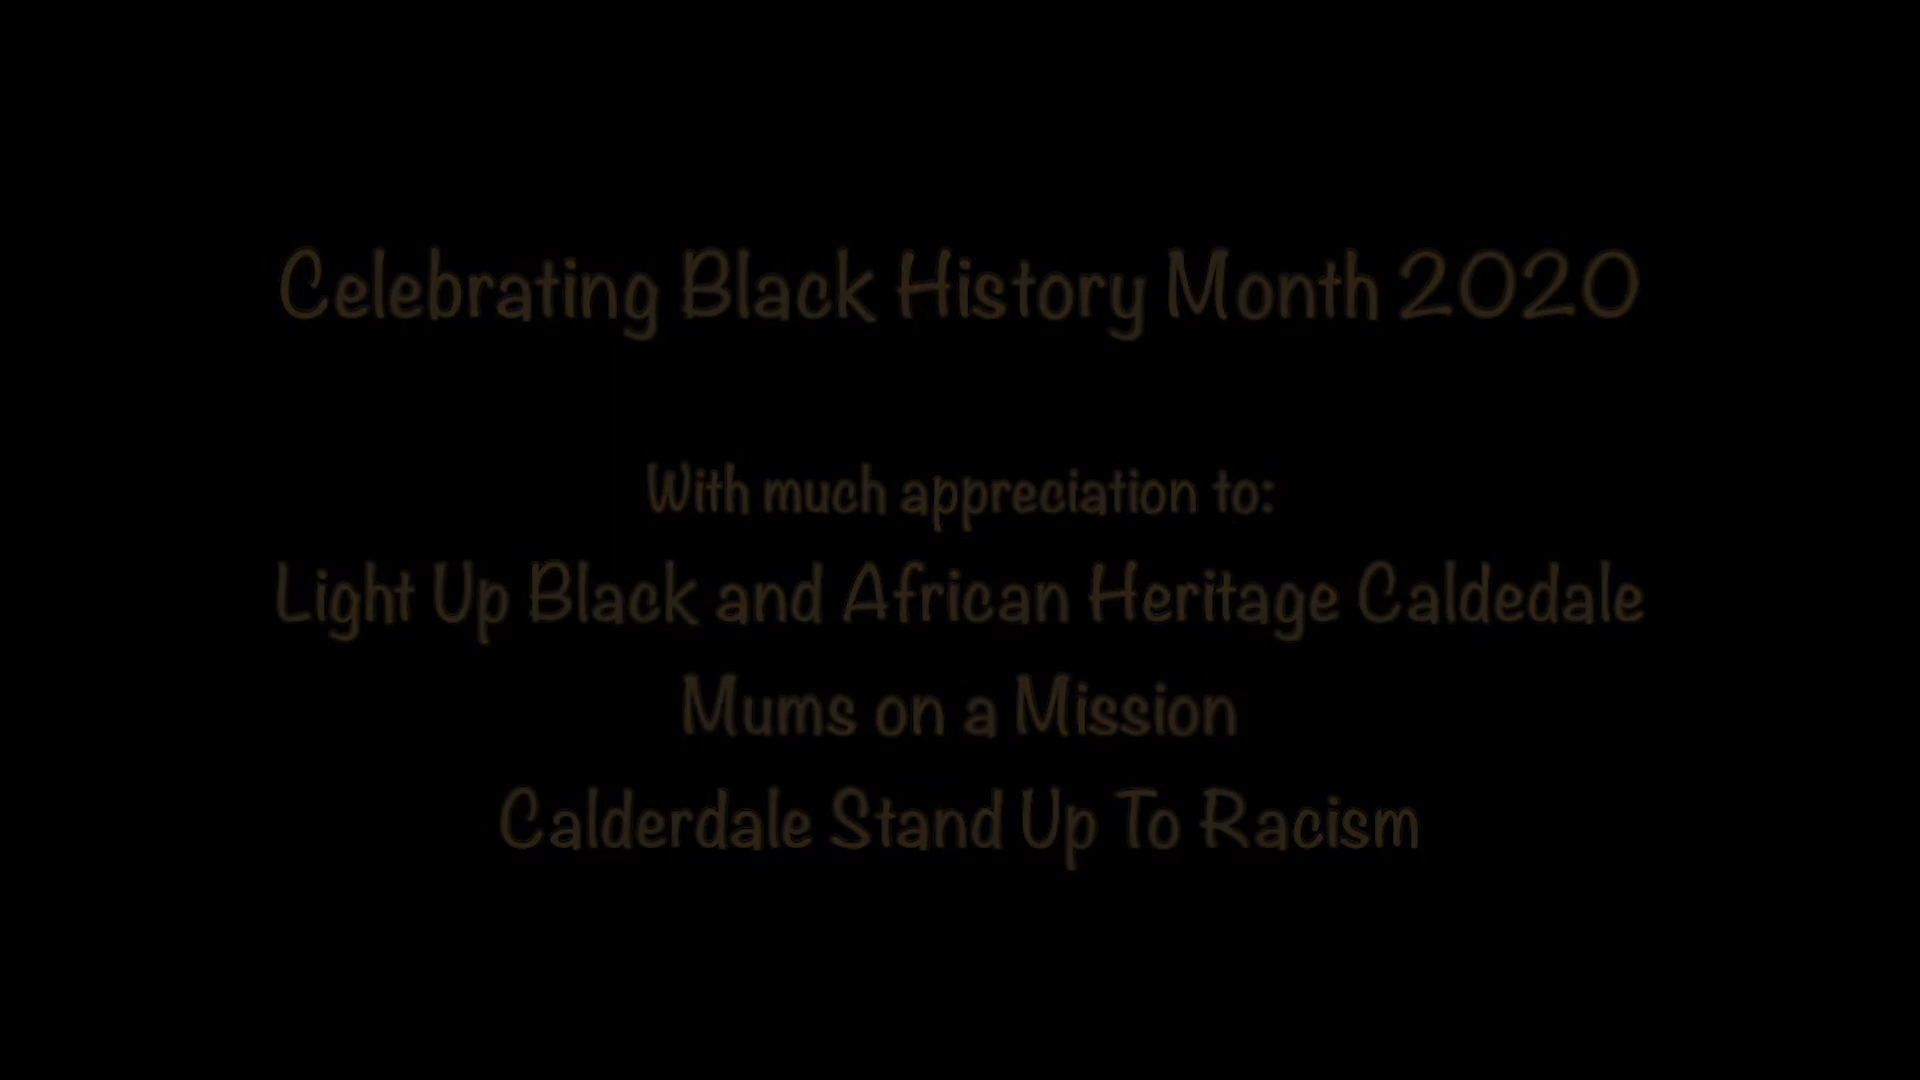 Celebrating Black History Month 2020
With much appreciation to:
Light Up Black and African Heritage Caldedale
Mums on a Mission
Calderdale Stand Up To Racism